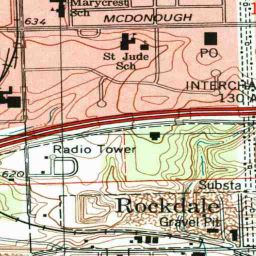 Marycrest
Sch
634
MCDONOUGH
St Jude
Sch
PO
INTERCHA
130 A
Radio Tower
620
Substa
Rockdale
Gravel Pit